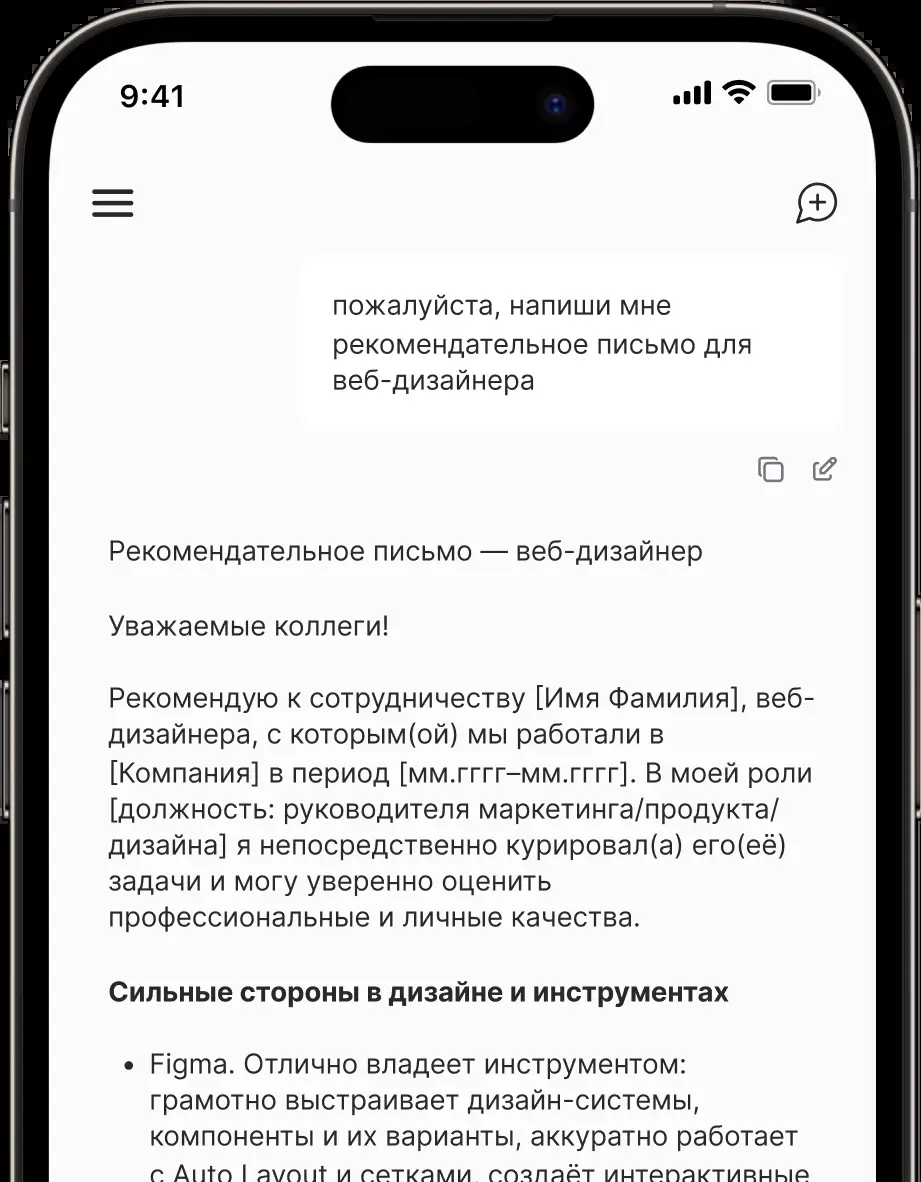 9:41
пожалуйста, напиши мне
рекомендательное письмо для
веб-дизайнера
Рекомендательное письмо — веб-дизайнер
Уважаемые коллеги!
Рекомендую к сотрудничеству [Имя Фамилия], веб-
дизайнера, с которым(ой) мы работали в
[Компания] в период [мм.гггг–мм.гггг]. В моей роли
[должность: руководителя маркетинга/продукта/
дизайна] я непосредственно курировал(а) его(её)
задачи и могу уверенно оценить
профессиональные и личные качества.
Сильные стороны в дизайне и инструментах
• Figma. Отлично владеет инструментом:
грамотно выстраивает дизайн-системы,
компоненты и их варианты, аккуратно работает
с Auto Layout и сетками, создаёт интерактивные